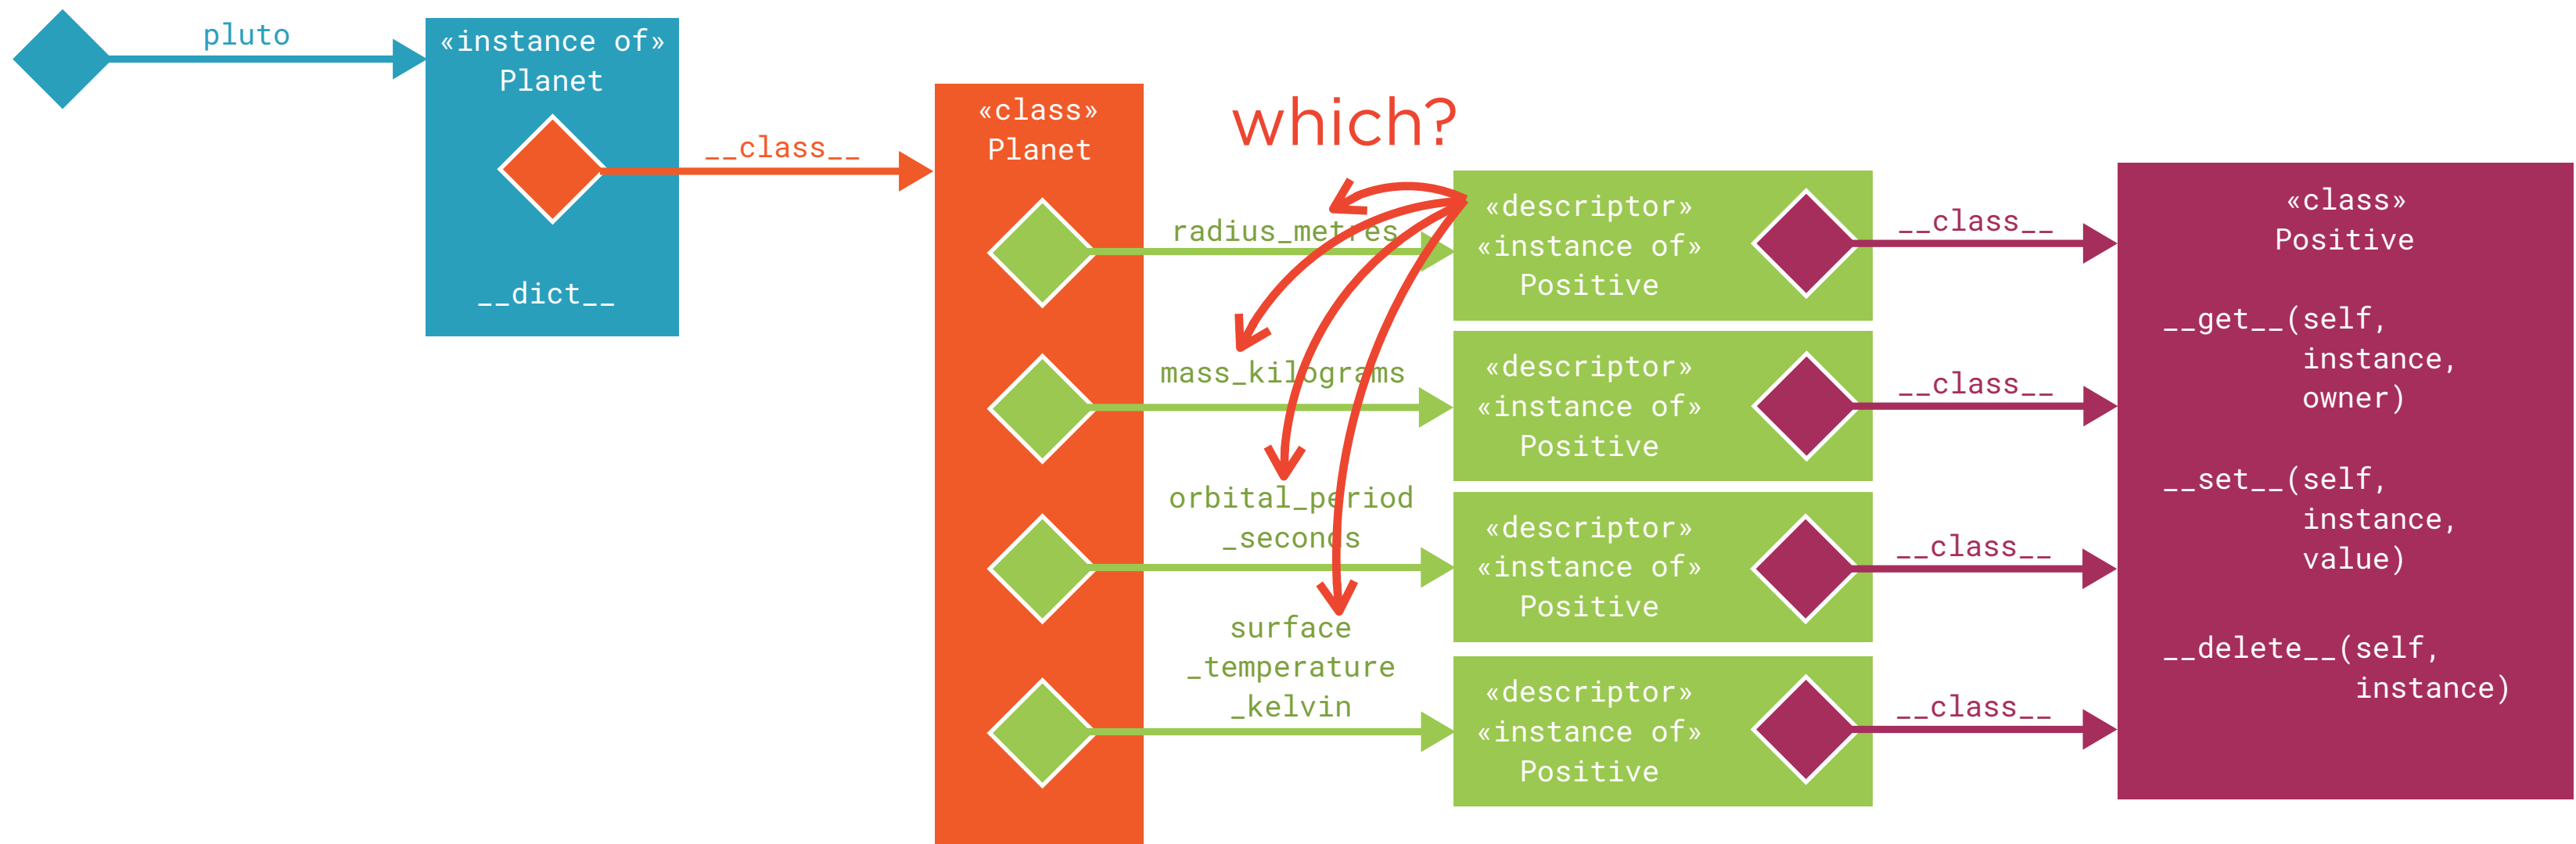 pluto
«instance of»
Planet
__dict__
__class__
«class»
Planet
which?
radius_metres
mass_kilograms
orbital_period
_seconds
surface
_temperature
_kelvin
«descriptor»
«instance of»
Positive
«descriptor»
«instance of»
Positive
«descriptor»
«instance of»
Positive
«descriptor»
«instance of»
Positive
__class__
__class__
__class__
__class__
«class»
Positive
__get__(self,
instance,
owner)
__set__(self,
instance,
value)
__delete__(self,
instance)